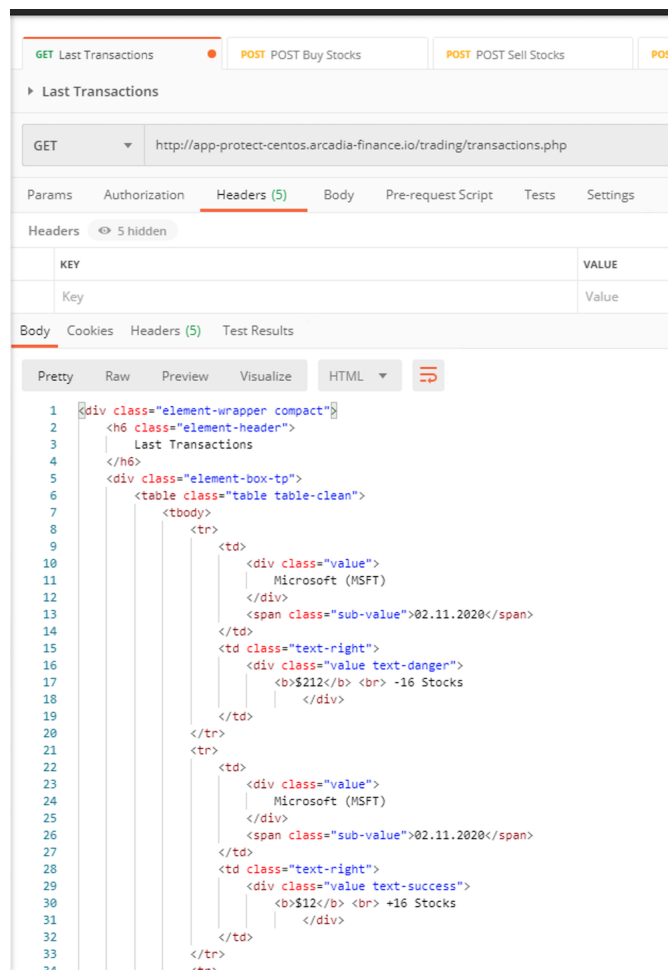 GET Last Transactions POST POST Buy Stocks POST POST Sell Stocks
Last Transactions
GET http://app-protect-centos.arcadia-finance.io/trading/transactions.php
Params Authorization Headers (5) Body Pre-request Script Tests Settings
Headers 5 hidden
KEY VALUE
Key Value
Body Cookies Headers (5) Test Results
Pretty Raw Preview Visualize HTML
1 <div class="element-wrapper compact">
2 <h6 class="element-header">
3 Last Transactions
4 </h6>
5 <div class="element-box-tp">
6 <table class="table table-clean">
7 <tbody>
8 <tr>
9 <td>
10 <div class="value">
11 Microsoft (MSFT)
12 </div>
13 <span class="sub-value">02.11.2020</span>
14 </td>
15 <td class="text-right">
16 <div class="value text-danger">
17 <b>$212</b> <br> -16 Stocks
18 </div>
19 </td>
20 </tr>
21 <tr>
22 <td>
23 <div class="value">
24 Microsoft (MSFT)
25 </div>
26 <span class="sub-value">02.11.2020</span>
27 </td>
28 <td class="text-right">
29 <div class="value text-success">
30 <b>$12</b> <br> +16 Stocks
31 </div>
32 </td>
33 </tr>